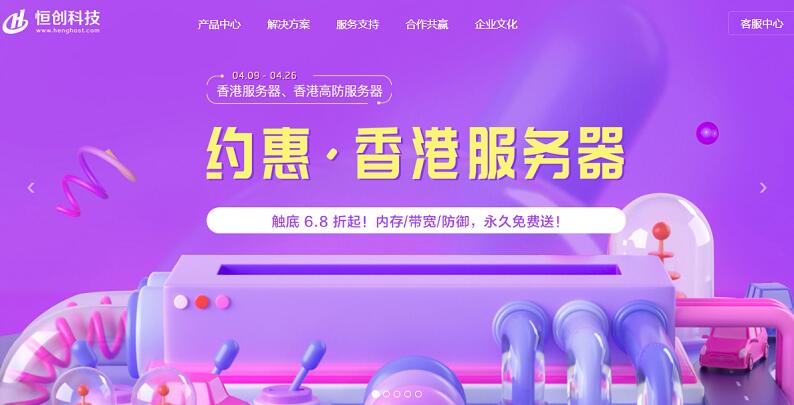 恒创科技
www.henghost.com
产品中心 解决方案 服务支持 合作共赢 企业文化 客服中心
04.09 - 04.26
香港服务器、香港高防服务器
约惠·香港服务器
触底 6.8 折起！内存/带宽/防御，永久免费送！